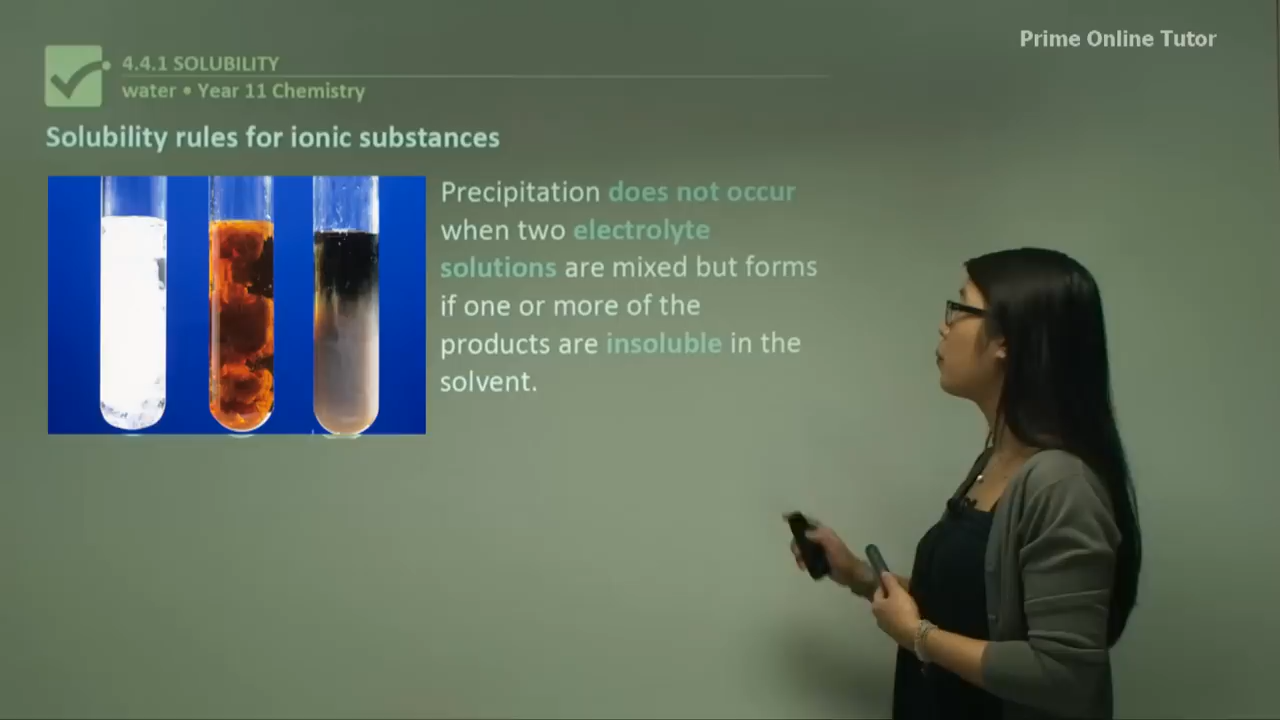 Prime Online Tutor
4.4.1 SOLUBILITY
water • Year 11 Chemistry
Solubility rules for ionic substances
Precipitation does not occur
when two electrolyte
solutions are mixed but forms
if one or more of the
products are insoluble in the
solvent.